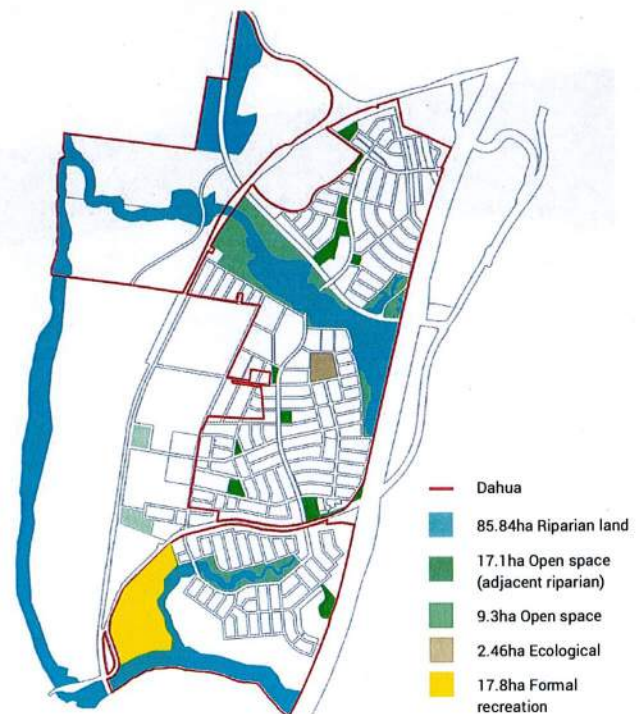 Dahua
85.84ha Riparian land
17.1ha Open space
(adjacent riparian)
9.3ha Open space
2.46ha Ecological
17.8ha Formal
recreation